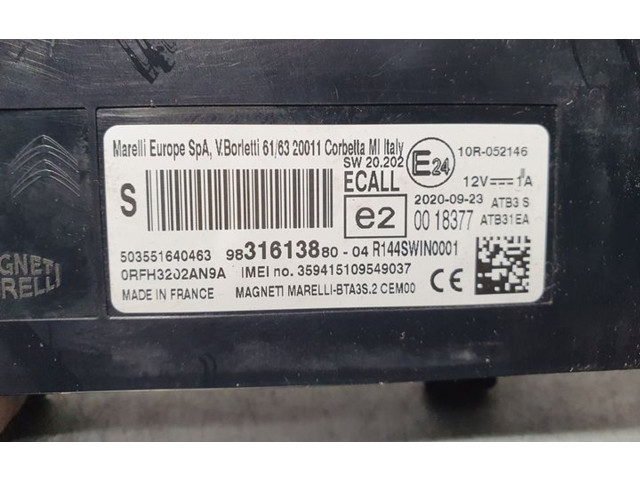 Marelli Europe SpA, V.Borletti 61/63 20011 Corbetta MI Italy
SW 20.202
E24
10R-052146
12V 1A
S
ECALL
e2
2020-09-23 ATB3 S
00 18377 ATB31EA
503551640463 9831613880-04 R144SWIN0001
0RFH3202AN9A IMEI no. 359415109549037
MADE IN FRANCE MAGNETI MARELLI-BTA3S.2 CEM00
CE
MAGNETI
MARELLI